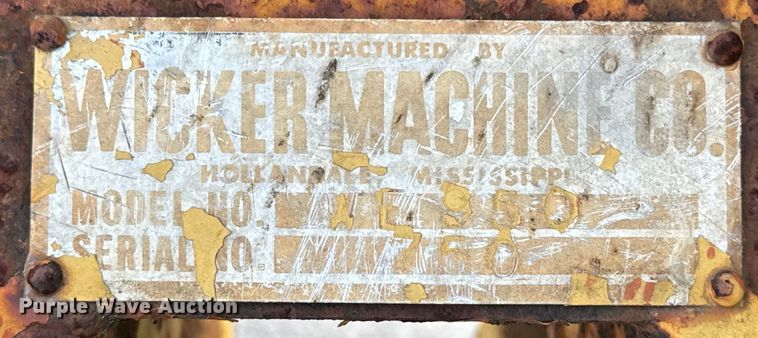 MANUFACTURED BY
WICKER MACHINE CO.
HOLLANDALE, MISSISSIPPI
MODEL NO.
SERIAL NO.
Purple Wave Auction